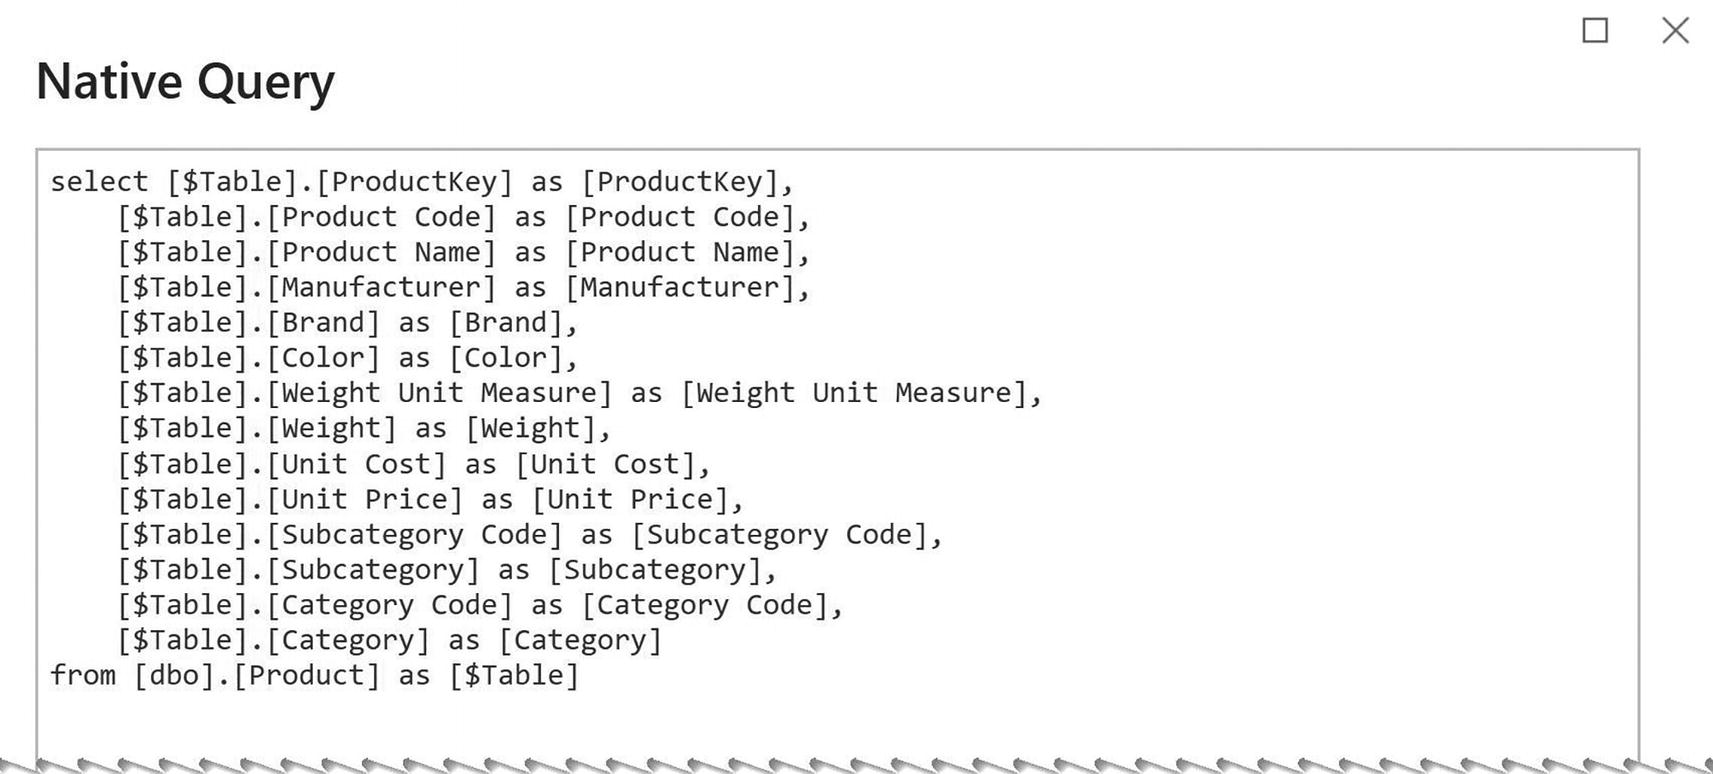 Native Query
select [$Table].[ProductKey] as [ProductKey],
    [$Table].[Product Code] as [Product Code],
    [$Table].[Product Name] as [Product Name],
    [$Table].[Manufacturer] as [Manufacturer],
    [$Table].[Brand] as [Brand],
    [$Table].[Color] as [Color],
    [$Table].[Weight Unit Measure] as [Weight Unit Measure],
    [$Table].[Weight] as [Weight],
    [$Table].[Unit Cost] as [Unit Cost],
    [$Table].[Unit Price] as [Unit Price],
    [$Table].[Subcategory Code] as [Subcategory Code],
    [$Table].[Subcategory] as [Subcategory],
    [$Table].[Category Code] as [Category Code],
    [$Table].[Category] as [Category]
from [dbo].[Product] as [$Table]